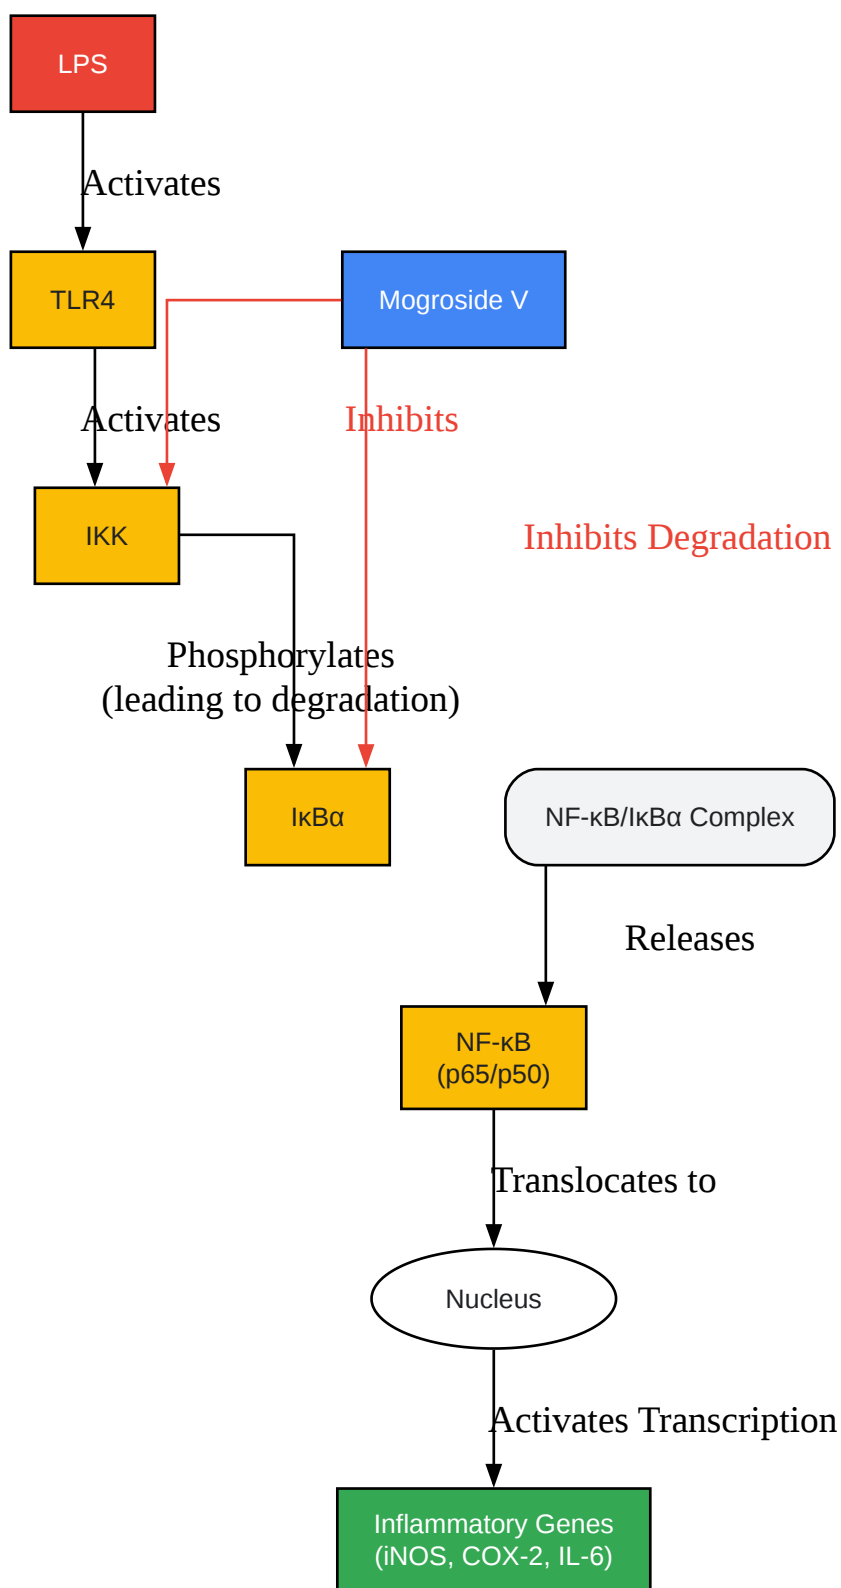 LPS
Activates
TLR4
Mogroside V
Activates
Inhibits
IKK
Inhibits Degradation
Phosphorylates
(leading to degradation)
IκBα
NF-κB/IκBα Complex
Releases
NF-κB
(p65/p50)
Translocates to
Nucleus
Activates Transcription
Inflammatory Genes
(iNOS, COX-2, IL-6)